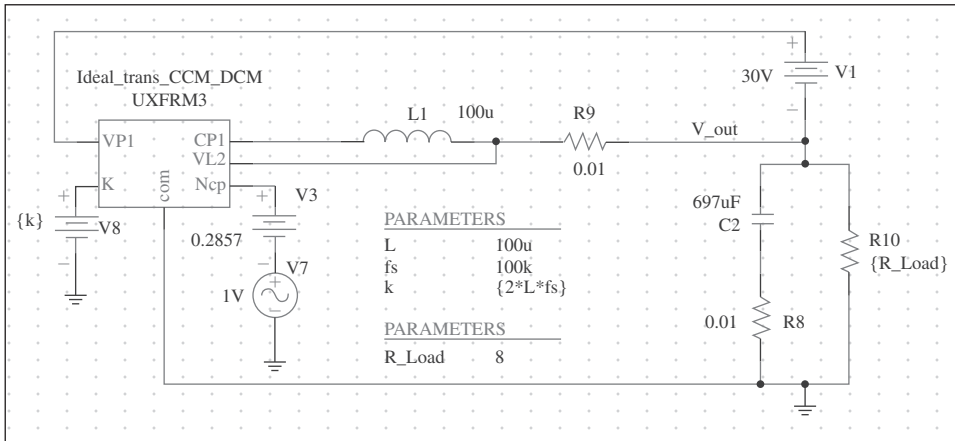 Ideal_trans_CCM_DCM
UXFRM3
VP1
CP1
VL2
K
Ncp
com
L1
100u
R9
0.01
V_out
+
30V
V1
−
+
{k}
V8
−
+
V3
0.2857
−
V7
+
1V
−
PARAMETERS
L 100u
fs 100k
k {2*L*fs}
PARAMETERS
R_Load 8
697uF
C2
0.01
R8
R10
{R_Load}